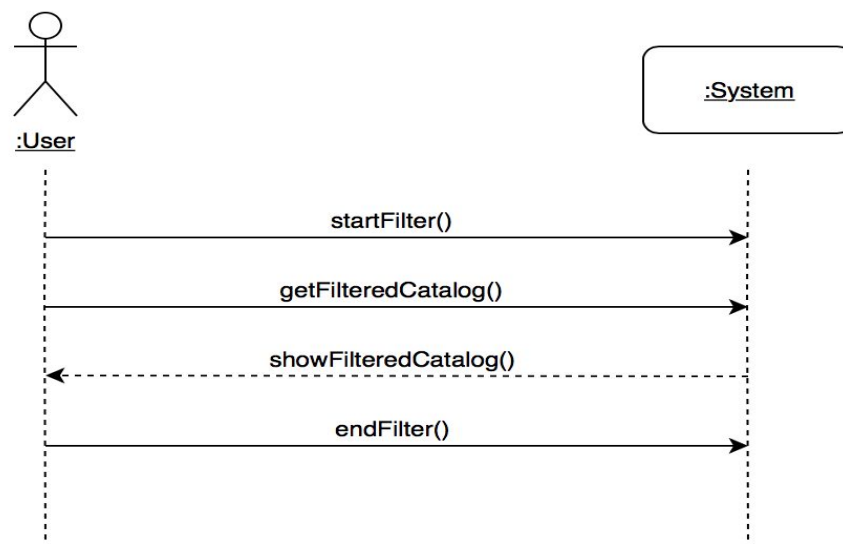 :System
:User
startFilter()
getFilteredCatalog()
showFilteredCatalog()
endFilter()